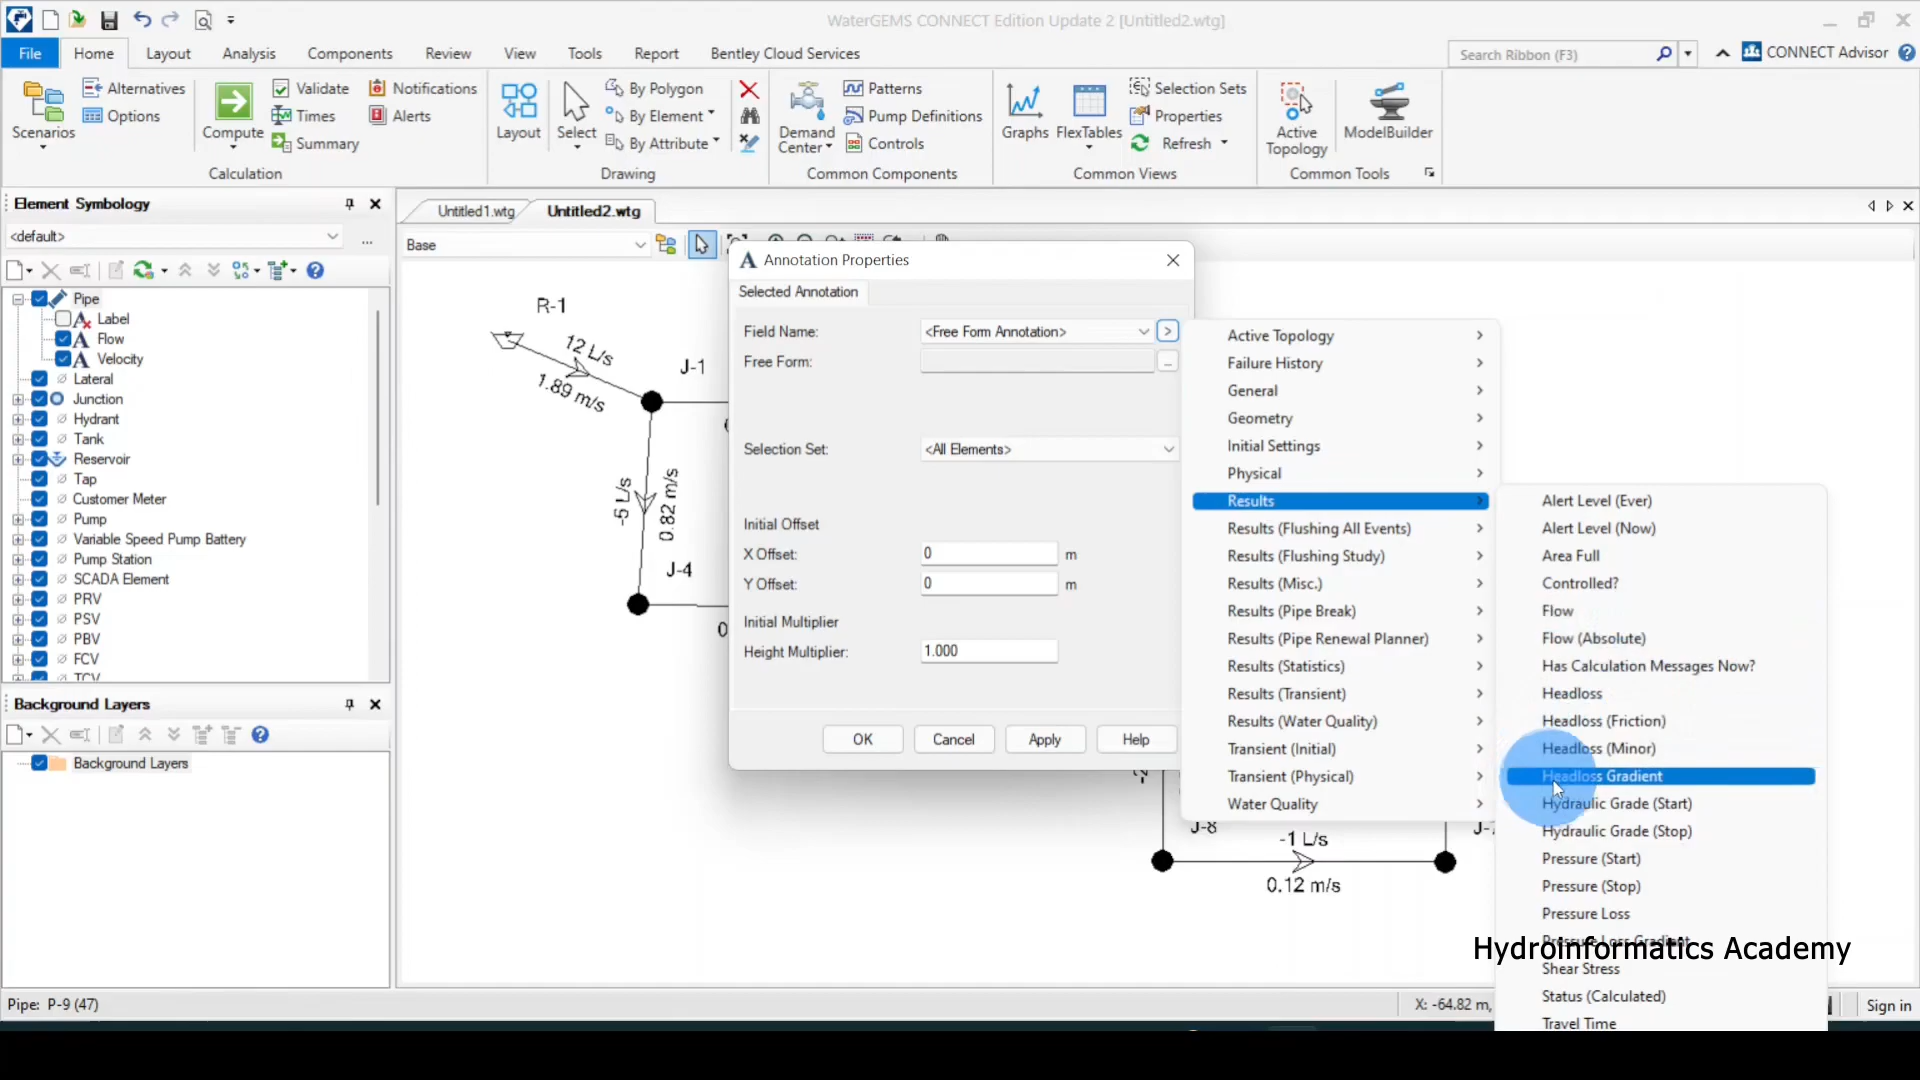 WaterGEMS CONNECT Edition Update 2 [Untitled2.wtg]
File Home Layout Analysis Components Review View Tools Report Bentley Cloud Services
Search Ribbon (F3)
CONNECT Advisor
Scenarios
Alternatives
Options
Compute
Validate
Times
Summary
Notifications
Alerts
Calculation
Layout
Select
By Polygon
By Element
By Attribute
Drawing
Demand
Center
Patterns
Pump Definitions
Controls
Common Components
Graphs
FlexTables
Selection Sets
Properties
Refresh
Common Views
Active
Topology
ModelBuilder
Common Tools
Element Symbology
<default>
Pipe
Label
Flow
Velocity
Lateral
Junction
Hydrant
Tank
Reservoir
Tap
Customer Meter
Pump
Variable Speed Pump Battery
Pump Station
SCADA Element
PRV
PSV
PBV
FCV
TCV
Background Layers
Background Layers
Untitled1.wtg
Untitled2.wtg
Base
R-1
12 L/s
1.89 m/s
J-1
-5 L/s
0.82 m/s
J-4
J-8
-1 L/s
0.12 m/s
Annotation Properties
Selected Annotation
Field Name: <Free Form Annotation> >
Free Form: ...
Selection Set: <All Elements>
Initial Offset
X Offset: 0 m
Y Offset: 0 m
Initial Multiplier
Height Multiplier: 1.000
OK Cancel Apply Help
Active Topology
Failure History
General
Geometry
Initial Settings
Physical
Results
Results (Flushing All Events)
Results (Flushing Study)
Results (Misc.)
Results (Pipe Break)
Results (Pipe Renewal Planner)
Results (Statistics)
Results (Transient)
Results (Water Quality)
Transient (Initial)
Transient (Physical)
Water Quality
Alert Level (Ever)
Alert Level (Now)
Area Full
Controlled?
Flow
Flow (Absolute)
Has Calculation Messages Now?
Headloss
Headloss (Friction)
Headloss (Minor)
Headloss Gradient
Hydraulic Grade (Start)
Hydraulic Grade (Stop)
Pressure (Start)
Pressure (Stop)
Pressure Loss
Pressure Loss Gradient
Hydroinformatics Academy
Shear Stress
Status (Calculated)
Travel Time
Pipe: P-9 (47)
X: -64.82 m,
Sign in